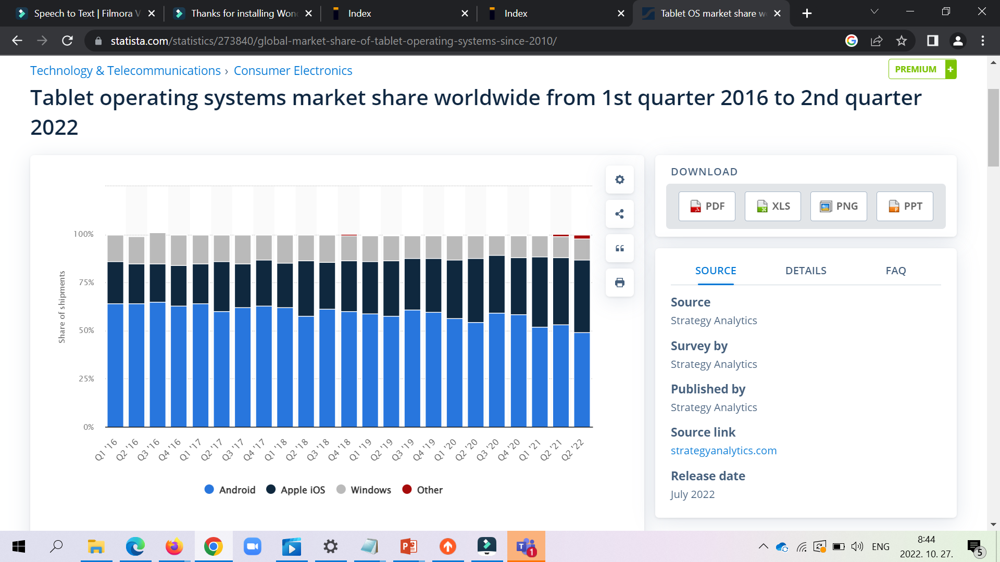 Speech to Text | Filmora V
Thanks for installing Won
Index
Index
Tablet OS market share w
statista.com/statistics/273840/global-market-share-of-tablet-operating-systems-since-2010/
Technology & Telecommunications › Consumer Electronics
PREMIUM +
Tablet operating systems market share worldwide from 1st quarter 2016 to 2nd quarter
2022
DOWNLOAD
PDF XLS PNG PPT
Share of shipments
100%
75%
50%
25%
0%
Q1 '16 Q2 '16 Q3 '16 Q4 '16 Q1 '17 Q2 '17 Q3 '17 Q4 '17 Q1 '18 Q2 '18 Q3 '18 Q4 '18 Q1 '19 Q2 '19 Q3 '19 Q4 '19 Q1 '20 Q2 '20 Q3 '20 Q4 '20 Q1 '21 Q2 '21 Q2 '22
Android Apple iOS Windows Other
SOURCE DETAILS FAQ
Source
Strategy Analytics
Survey by
Strategy Analytics
Published by
Strategy Analytics
Source link
strategyanalytics.com
Release date
July 2022
1
ENG
8:44
2022. 10. 27.
5